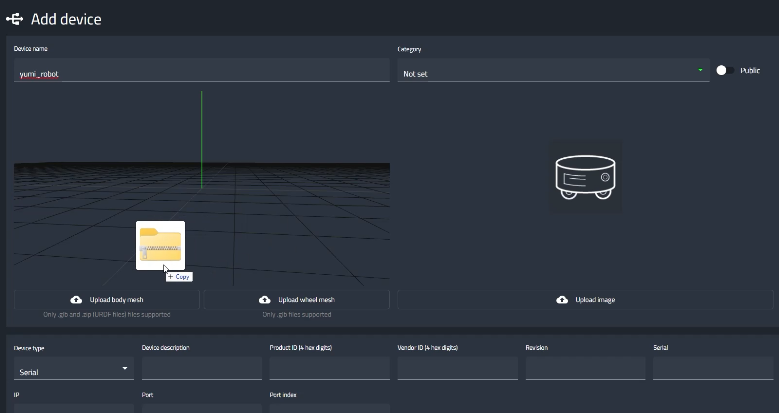 Add device
Device name
Category
yumi_robot
Not set
Public
+ Copy
Upload body mesh
Upload wheel mesh
Upload image
Only .glb and .zip (URDF files) files supported
Only .glb files supported
Device type
Device description
Product ID (4 hex digits)
Vendor ID (4 hex digits)
Revision
Serial
Serial
IP
Port
Port index